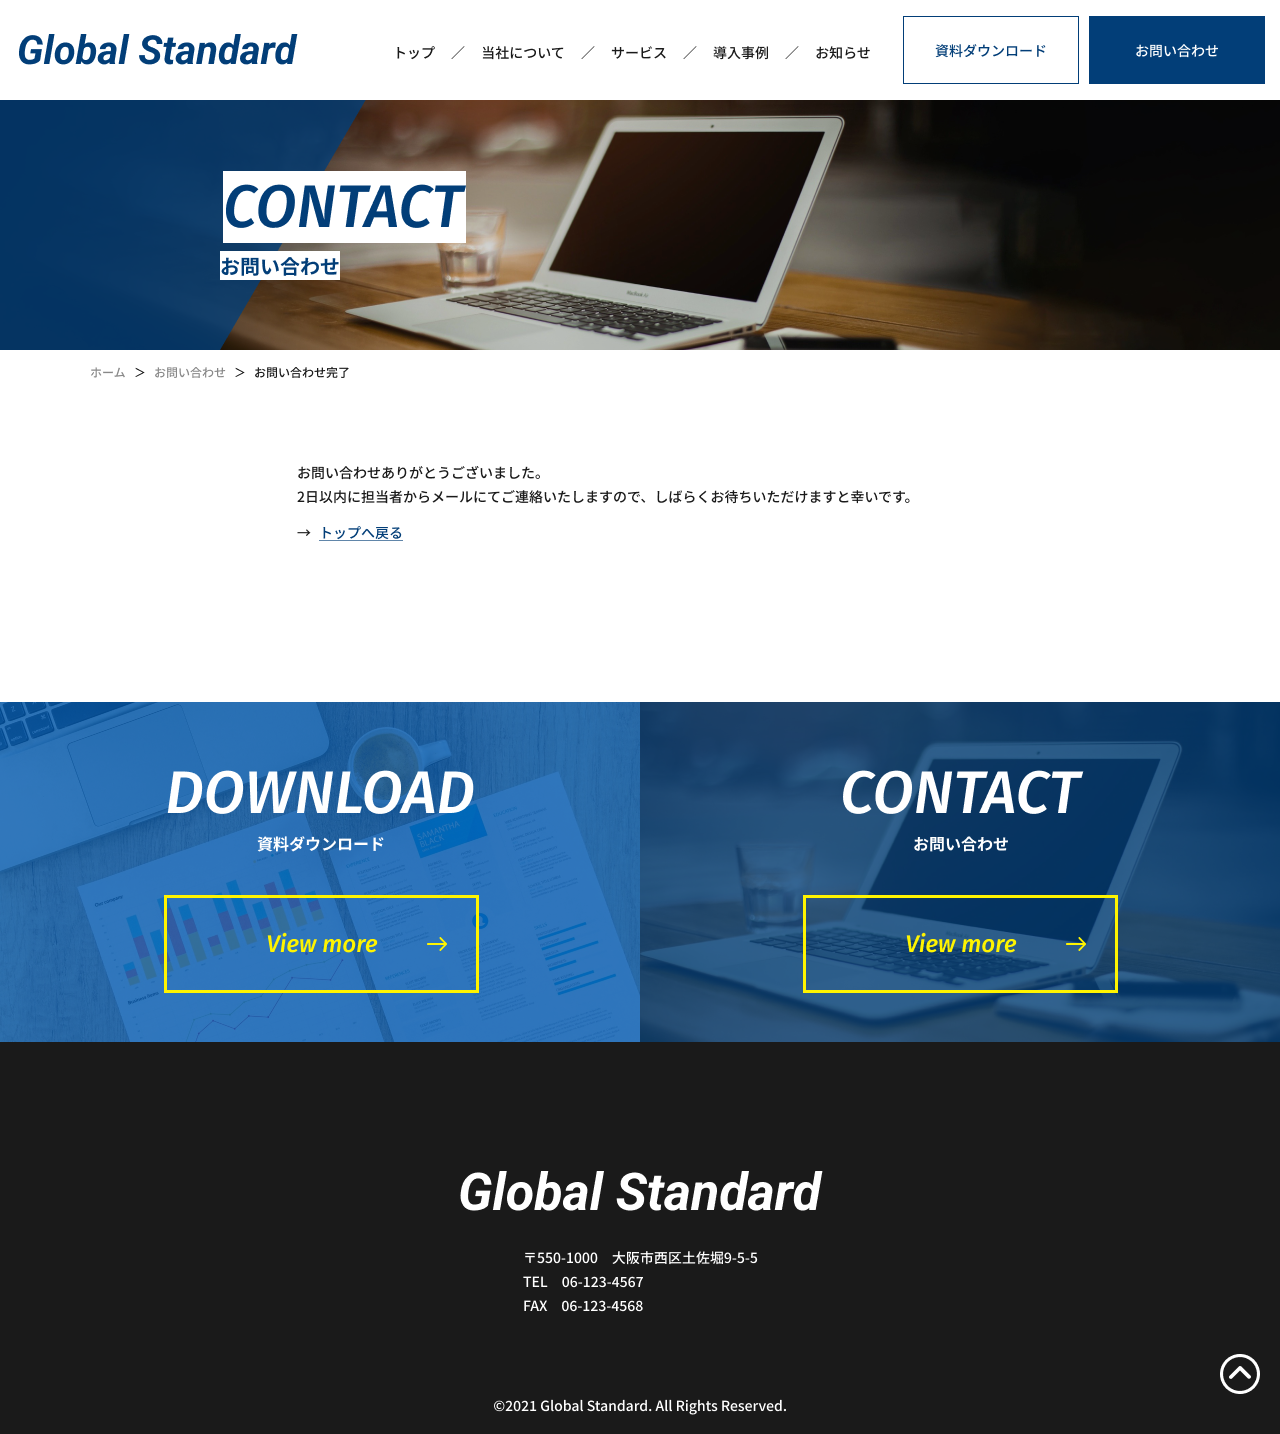 Global Standard
トップ ／ 当社について ／ サービス ／ 導入事例 ／ お知らせ
資料ダウンロード
お問い合わせ
CONTACT
お問い合わせ
ホーム ＞ お問い合わせ ＞ お問い合わせ完了
お問い合わせありがとうございました。
2日以内に担当者からメールにてご連絡いたしますので、しばらくお待ちいただけますと幸いです。
→ トップへ戻る
DOWNLOAD
資料ダウンロード
View more →
CONTACT
お問い合わせ
View more →
Global Standard
〒550-1000　大阪市西区土佐堀9-5-5
TEL　06-123-4567
FAX　06-123-4568
©2021 Global Standard. All Rights Reserved.